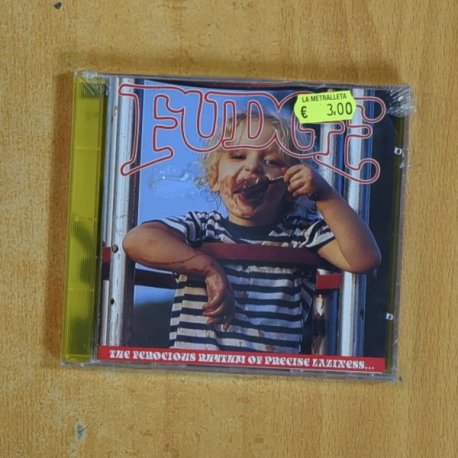 FUDGE
LA METRALLETA
€ 3,00
THE FEROCIOUS RHYTHM OF PRECISE LAZINESS...